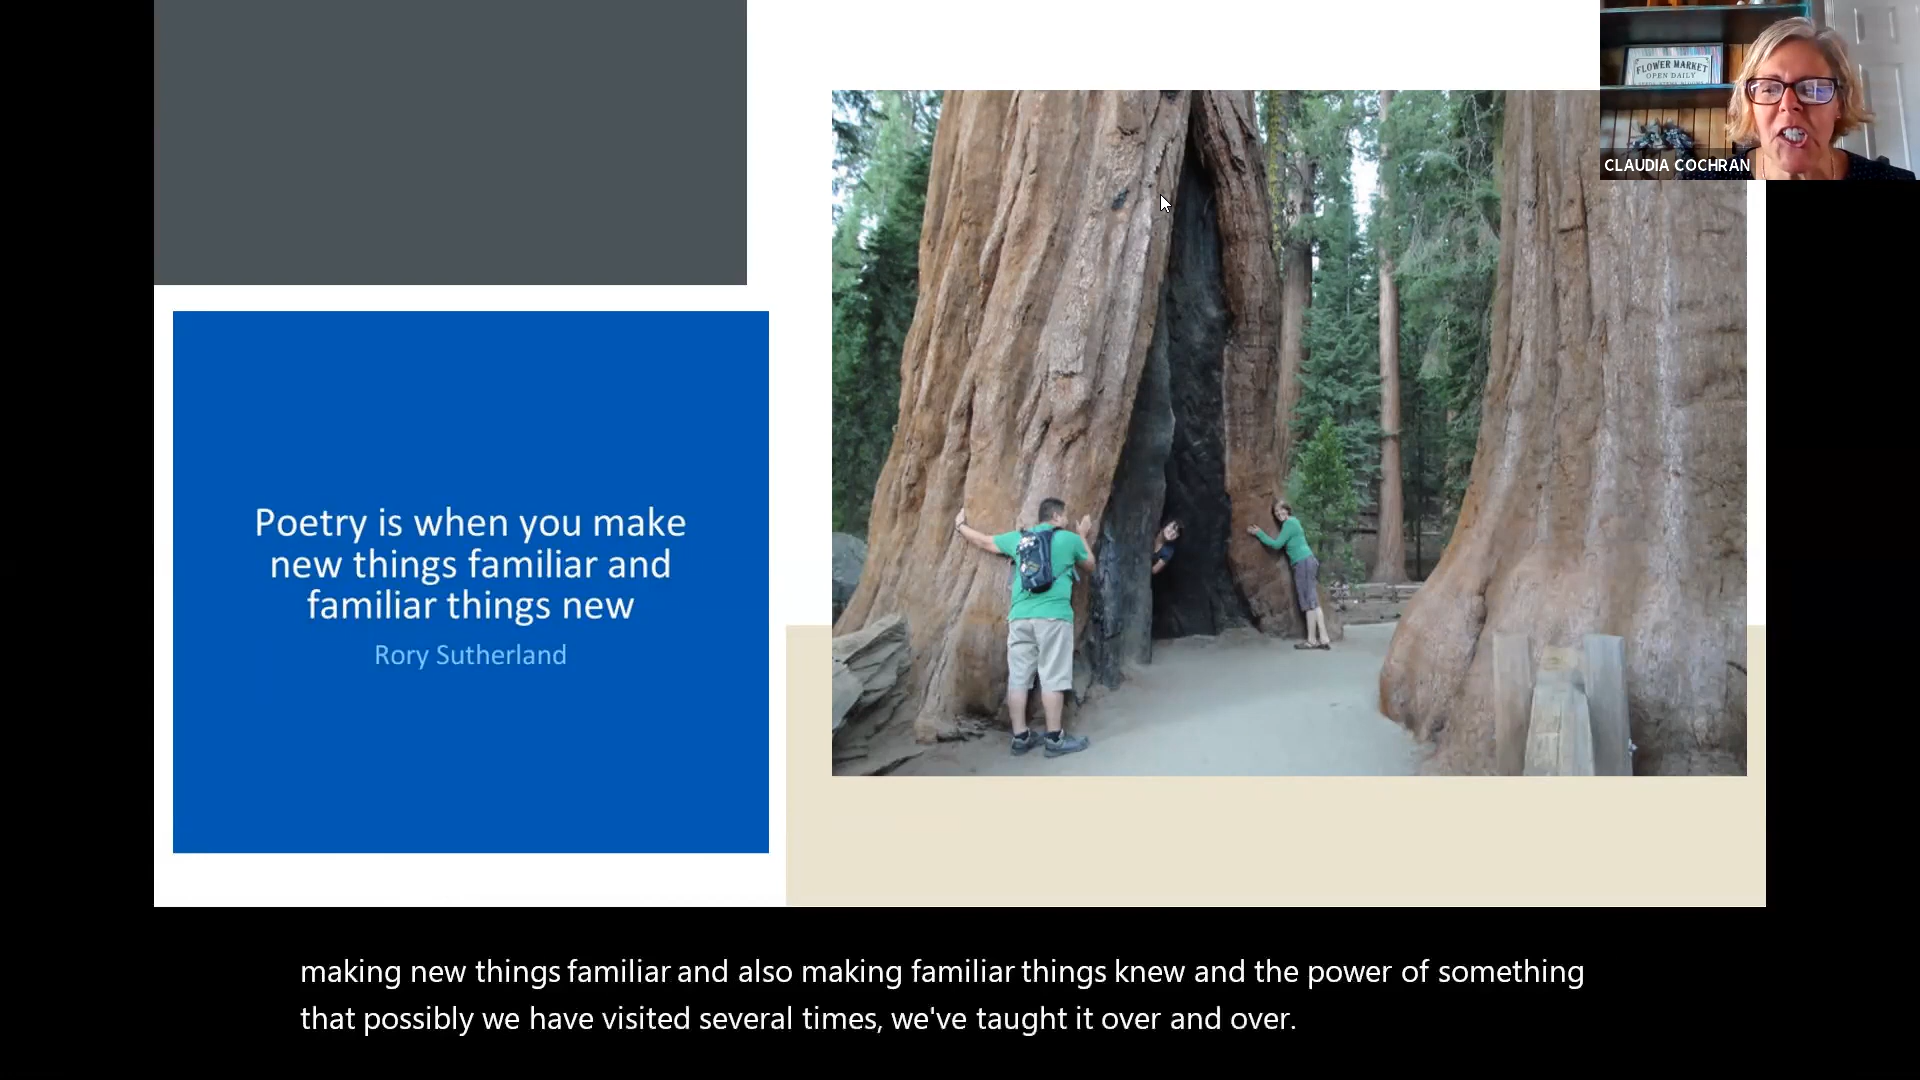 FLOWER MARKET
OPEN DAILY
CLAUDIA COCHRAN
Poetry is when you make
new things familiar and
familiar things new
Rory Sutherland
making new things familiar and also making familiar things knew and the power of something
that possibly we have visited several times, we've taught it over and over.